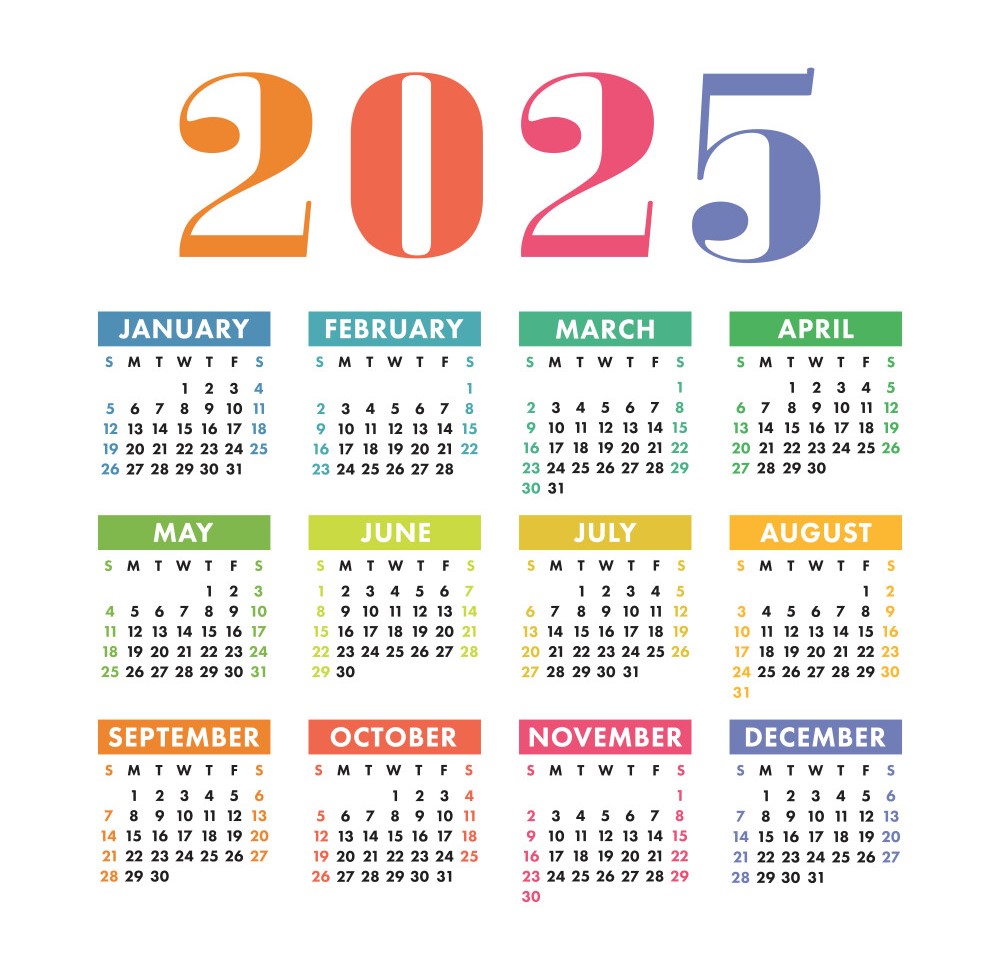 2025
JANUARY FEBRUARY MARCH APRIL
S M T W T F S S M T W T F S S M T W T F S S M T W T F S
1 2 3 4 1 1 1 2 3 4 5
5 6 7 8 9 10 11 2 3 4 5 6 7 8 2 3 4 5 6 7 8 6 7 8 9 10 11 12
12 13 14 15 16 17 18 9 10 11 12 13 14 15 9 10 11 12 13 14 15 13 14 15 16 17 18 19
19 20 21 22 23 24 25 16 17 18 19 20 21 22 16 17 18 19 20 21 22 20 21 22 23 24 25 26
26 27 28 29 30 31 23 24 25 26 27 28 23 24 25 26 27 28 29 27 28 29 30
30 31
MAY JUNE JULY AUGUST
S M T W T F S S M T W T F S S M T W T F S S M T W T F S
1 2 3 1 2 3 4 5 6 7 1 2 3 4 5 1 2
4 5 6 7 8 9 10 8 9 10 11 12 13 14 6 7 8 9 10 11 12 3 4 5 6 7 8 9
11 12 13 14 15 16 17 15 16 17 18 19 20 21 13 14 15 16 17 18 19 10 11 12 13 14 15 16
18 19 20 21 22 23 24 22 23 24 25 26 27 28 20 21 22 23 24 25 26 17 18 19 20 21 22 23
25 26 27 28 29 30 31 29 30 27 28 29 30 31 24 25 26 27 28 29 30
31
SEPTEMBER OCTOBER NOVEMBER DECEMBER
S M T W T F S S M T W T F S S M T W T F S S M T W T F S
1 2 3 4 5 6 1 2 3 4 1 1 2 3 4 5 6
7 8 9 10 11 12 13 5 6 7 8 9 10 11 2 3 4 5 6 7 8 7 8 9 10 11 12 13
14 15 16 17 18 19 20 12 13 14 15 16 17 18 9 10 11 12 13 14 15 14 15 16 17 18 19 20
21 22 23 24 25 26 27 19 20 21 22 23 24 25 16 17 18 19 20 21 22 21 22 23 24 25 26 27
28 29 30 26 27 28 29 30 31 23 24 25 26 27 28 29 28 29 30 31
30